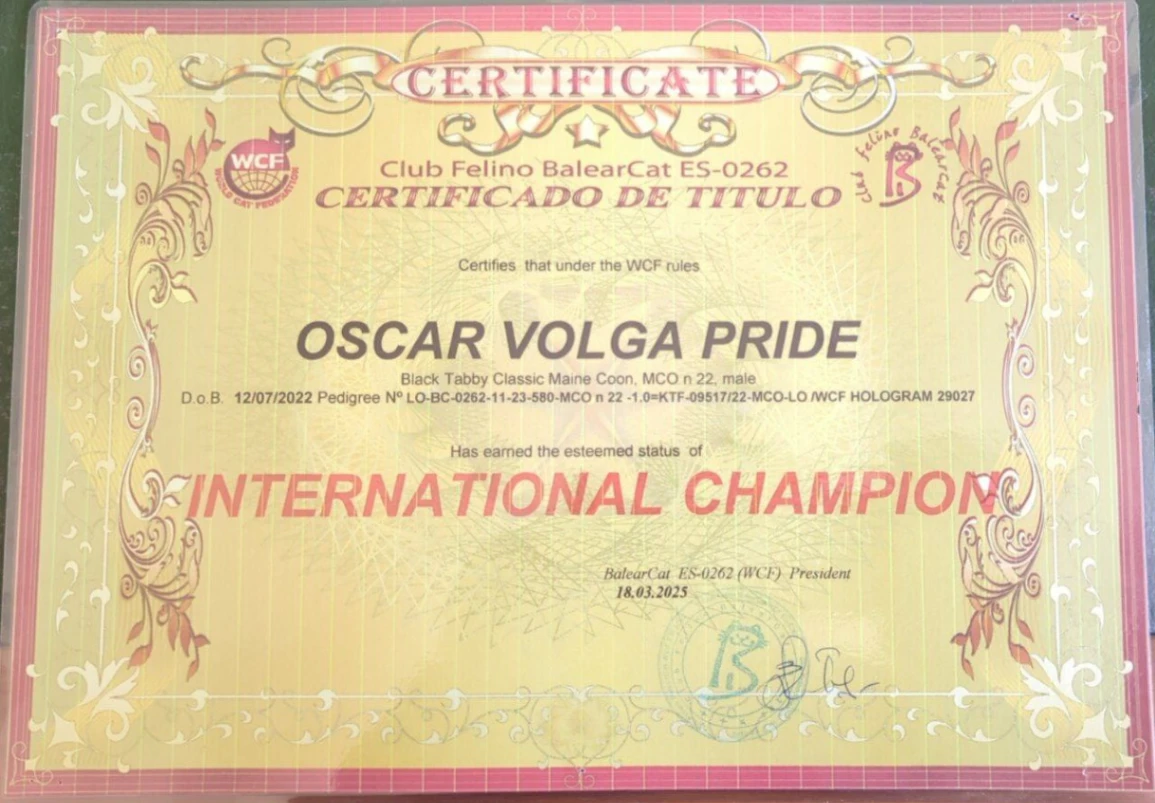 CERTIFICATE
WCF
WORLD CAT FEDERATION
Club Felino BalearCat
Club Felino BalearCat ES-0262
CERTIFICADO DE TITULO
Certifies that under the WCF rules
OSCAR VOLGA PRIDE
Black Tabby Classic Maine Coon, MCO n 22, male
D.o.B. 12/07/2022 Pedigree Nº LO-BC-0262-11-23-580-MCO n 22 -1.0=KTF-09517/22-MCO-LO /WCF HOLOGRAM 29027
Has earned the esteemed status of
INTERNATIONAL CHAMPION
BalearCat ES-0262 (WCF) President
18.03.2025